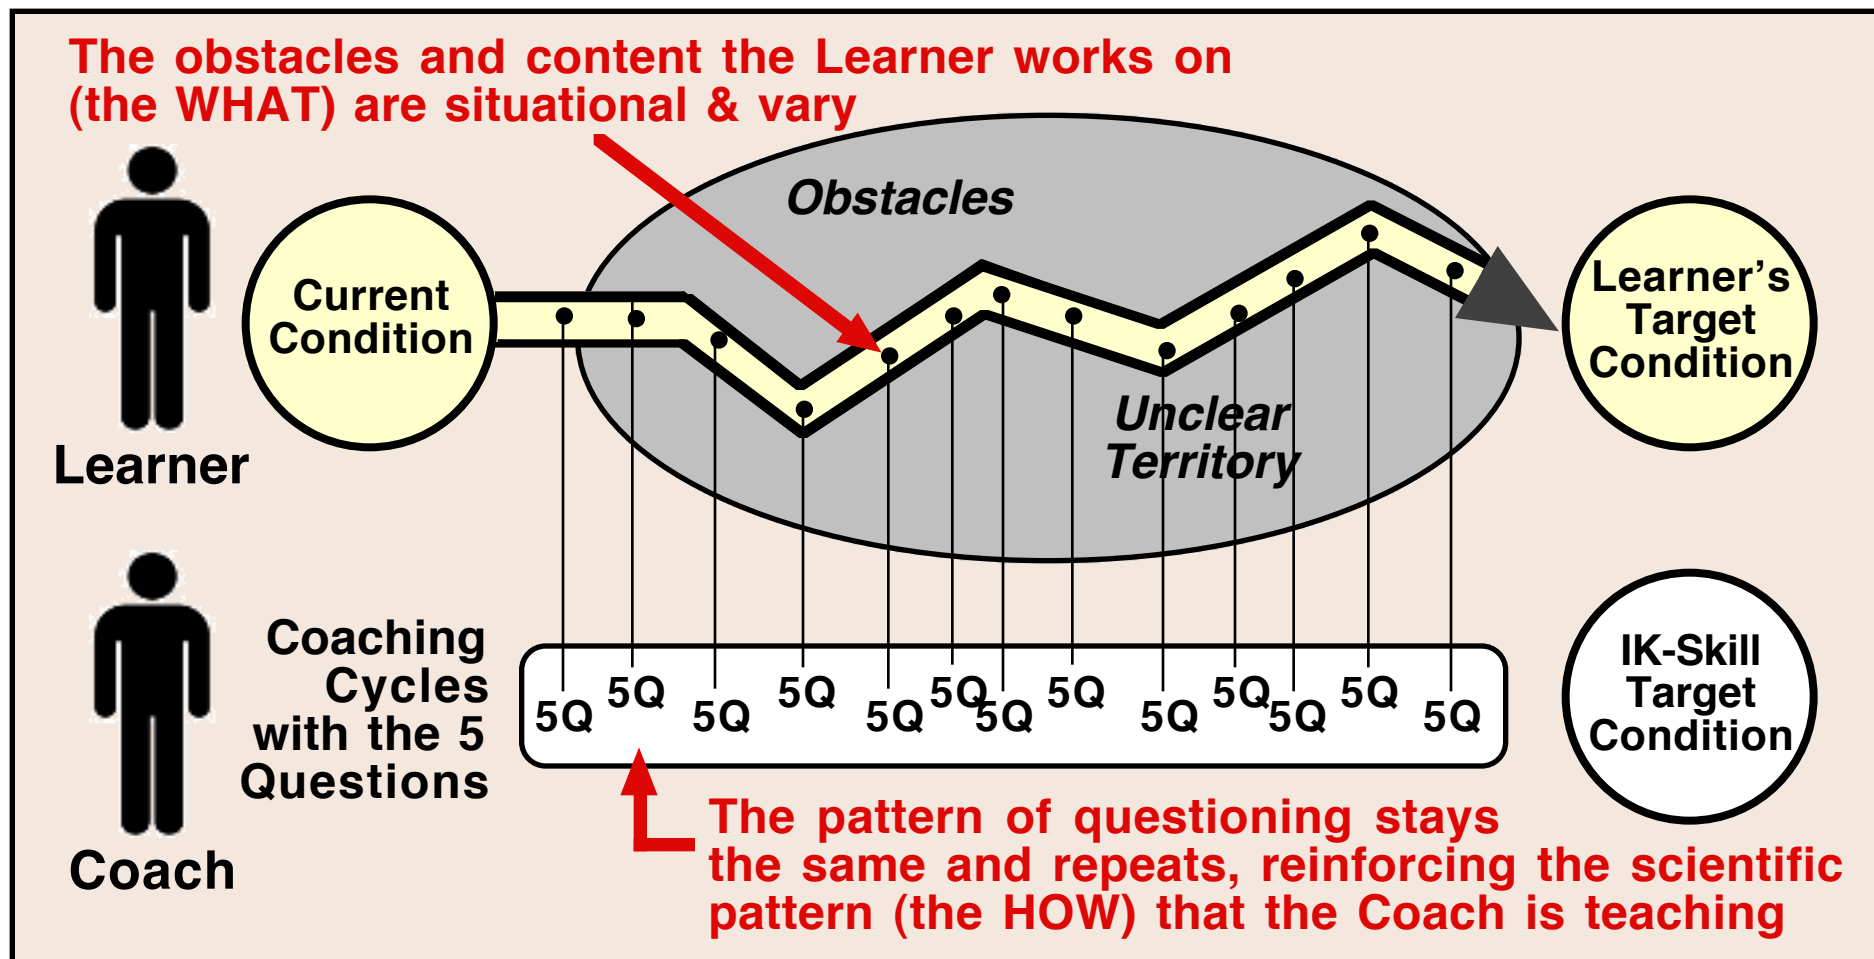 The obstacles and content the Learner works on
(the WHAT) are situational & vary
Obstacles
Current
Condition
Learner's
Target
Condition
Unclear
Territory
Learner
Coaching
Cycles
with the 5
Questions
5Q
5Q
5Q
5Q
5Q
5Q
5Q
5Q
5Q
5Q
5Q
5Q
5Q
IK-Skill
Target
Condition
Coach
The pattern of questioning stays
the same and repeats, reinforcing the scientific
pattern (the HOW) that the Coach is teaching